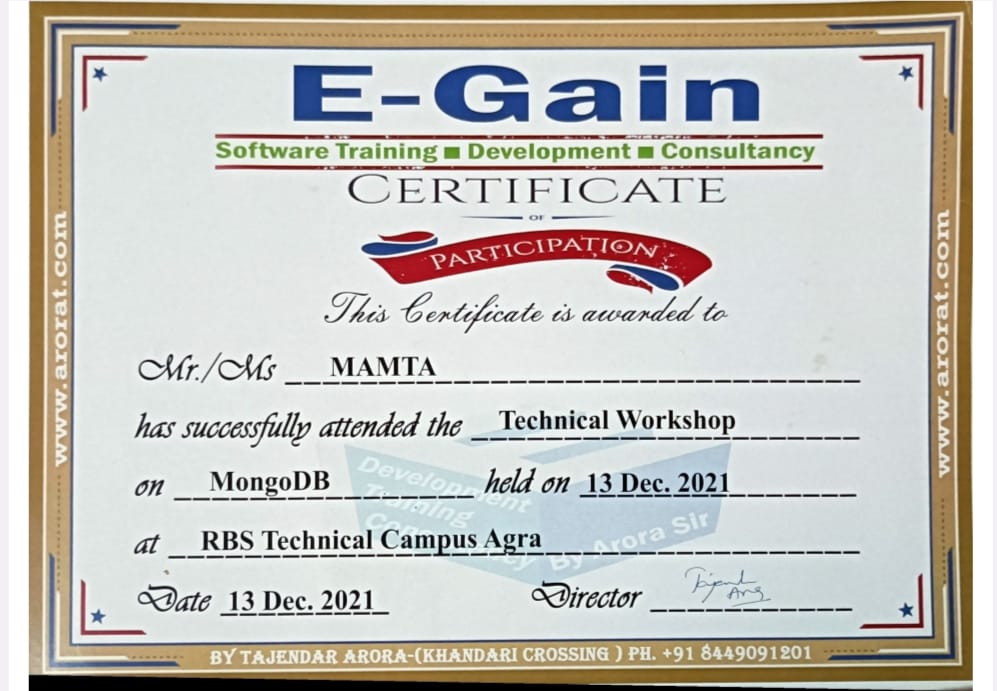 E-Gain
Software Training ■ Development ■ Consultancy
CERTIFICATE
OF
PARTICIPATION
This Certificate is awarded to
Mr./Ms MAMTA
has successfully attended the Technical Workshop
on MongoDB held on 13 Dec. 2021
at RBS Technical Campus Agra
Date 13 Dec. 2021 Director
BY TAJENDAR ARORA-(KHANDARI CROSSING ) PH. +91 8449091201
www.arorat.com
www.arorat.com
Development
Training
By Arora Sir